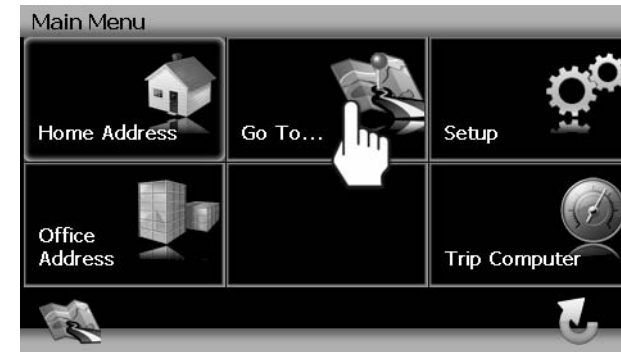 Main Menu
Home Address
Go To...
Setup
Office
Address
Trip Computer